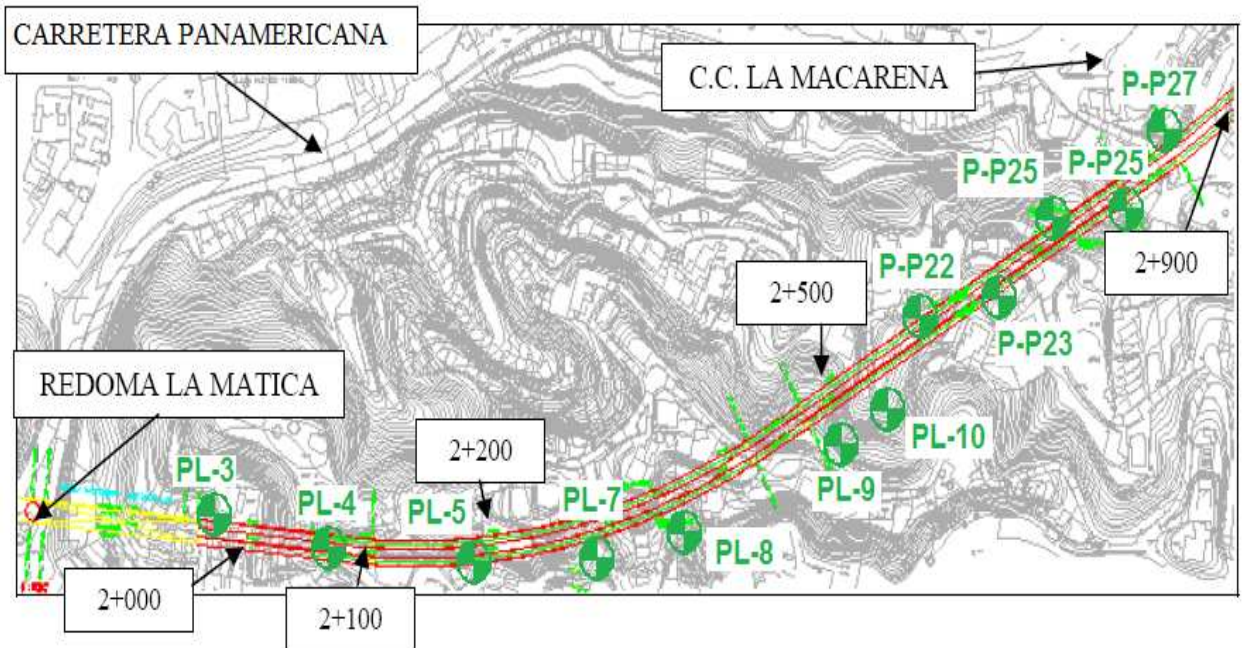 CARRETERA PANAMERICANA
C.C. LA MACARENA
P-P27
P-P25
P-P25
2+900
P-P22
2+500
P-P23
REDOMA LA MATICA
PL-10
2+200
PL-3
PL-4
PL-5
PL-7
PL-9
PL-8
2+000
2+100